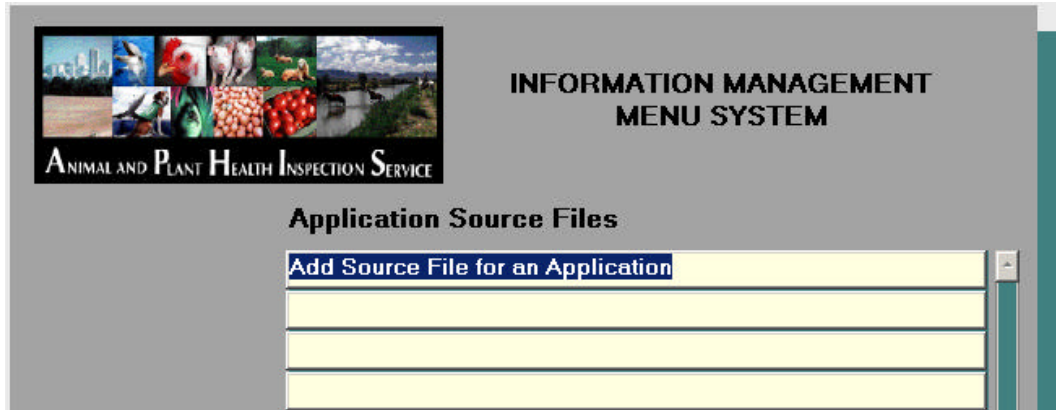 INFORMATION MANAGEMENT
MENU SYSTEM
ANIMAL AND PLANT HEALTH INSPECTION SERVICE
Application Source Files
Add Source File for an Application